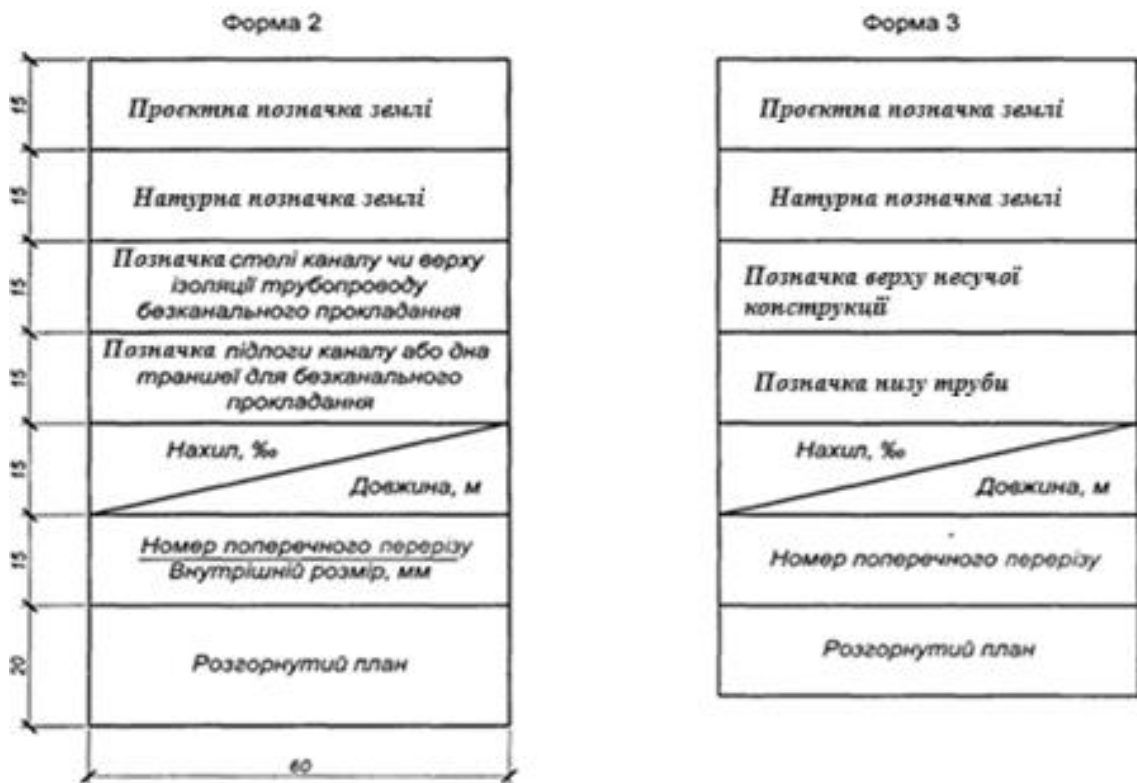 Форма 2
15
Проєктна позначка землі
15
Натурна позначка землі
15
Позначка стелі каналу чи верху
ізоляції трубопроводу
безканального прокладання
15
Позначка підлоги каналу або дна
траншеї для безканального
прокладання
15
Нахил, ‰
Довжина, м
15
Номер поперечного перерізу
Внутрішній розмір, мм
20
Розгорнутий план
60
Форма 3
Проєктна позначка землі
Натурна позначка землі
Позначка верху несучої
конструкції
Позначка низу труби
Нахил, ‰
Довжина, м
Номер поперечного перерізу
Розгорнутий план